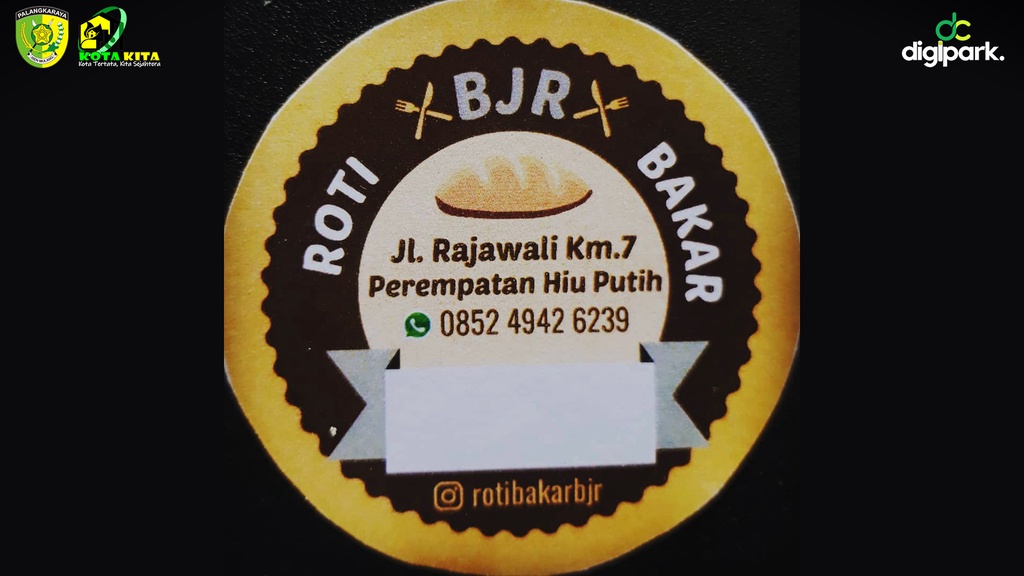 PALANGKARAYA
KOTA KITA
Kota Tertata, Kita Sejahtera
dc
digipark.
ROTI BJR BAKAR
Jl. Rajawali Km.7
Perempatan Hiu Putih
0852 4942 6239
rotibakarbjr